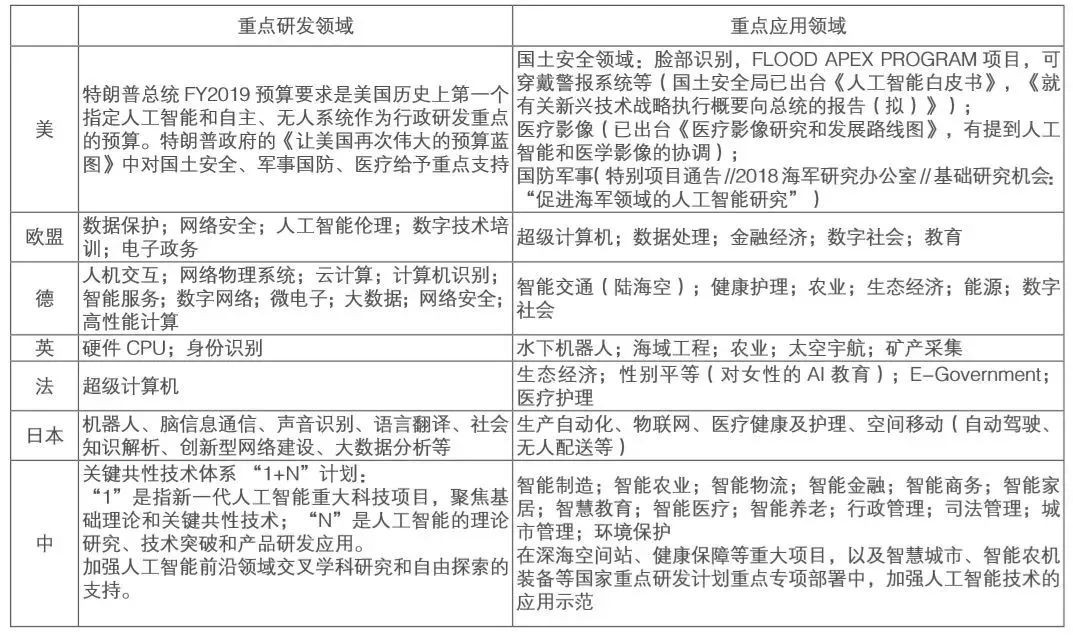 重点研发领域
重点应用领域
美
特朗普总统 FY2019 预算要求是美国历史上第一个
指定人工智能和自主、无人系统作为行政研发重点
的预算。特朗普政府的《让美国再次伟大的预算蓝
图》中对国土安全、军事国防、医疗给予重点支持
国土安全领域：脸部识别，FLOOD APEX PROGRAM 项目，可
穿戴警报系统等（国土安全局已出台《人工智能白皮书》，《就
有关新兴技术战略执行概要向总统的报告（拟）》）；
医疗影像（已出台《医疗影像研究和发展路线图》，有提到人工
智能和医学影像的协调）；
国防军事（特别项目通告//2018 海军研究办公室//基础研究机会：
“促进海军领域的人工智能研究”）
欧盟
数据保护；网络安全；人工智能伦理；数字技术培
训；电子政务
超级计算机；数据处理；金融经济；数字社会；教育
德
人机交互；网络物理系统；云计算；计算机识别；
智能服务；数字网络；微电子；大数据；网络安全；
高性能计算
智能交通（陆海空）；健康护理；农业；生态经济；能源；数字
社会
英
硬件 CPU；身份识别
水下机器人；海域工程；农业；太空宇航；矿产采集
法
超级计算机
生态经济；性别平等（对女性的 AI 教育）；E-Government；
医疗护理
日本
机器人、脑信息通信、声音识别、语言翻译、社会
知识解析、创新型网络建设、大数据分析等
生产自动化、物联网、医疗健康及护理、空间移动（自动驾驶、
无人配送等）
中
关键共性技术体系 “1+N”计划：
“1”是指新一代人工智能重大科技项目，聚焦基
础理论和关键共性技术；“N”是人工智能的理论
研究、技术突破和产品研发应用。
加强人工智能前沿领域交叉学科研究和自由探索的
支持。
智能制造；智能农业；智能物流；智能金融；智能商务；智能家
居；智慧教育；智能医疗；智能养老；行政管理；司法管理；城
市管理；环境保护
在深海空间站、健康保障等重大项目，以及智慧城市、智能农机
装备等国家重点研发计划重点专项部署中，加强人工智能技术的
应用示范